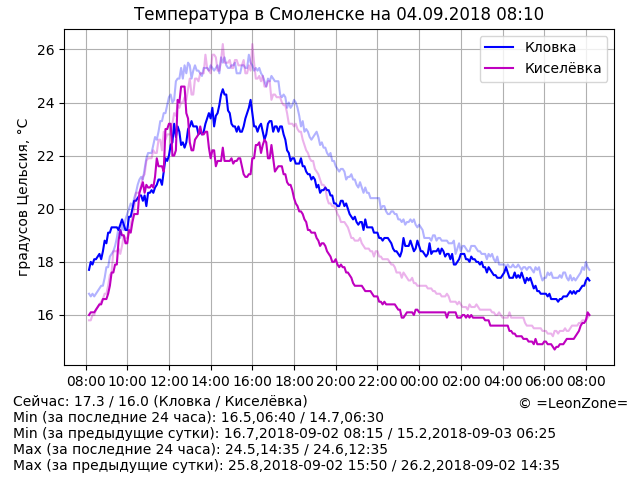 Температура в Смоленске на 04.09.2018 08:10
Кловка
Киселёвка
градусов Цельсия, °C
26
24
22
20
18
16
08:00 10:00 12:00 14:00 16:00 18:00 20:00 22:00 00:00 02:00 04:00 06:00 08:00
Сейчас: 17.3 / 16.0 (Кловка / Киселёвка)
© =LeonZone=
Min (за последние 24 часа): 16.5,06:40 / 14.7,06:30
Min (за предыдущие сутки): 16.7,2018-09-02 08:15 / 15.2,2018-09-03 06:25
Max (за последние 24 часа): 24.5,14:35 / 24.6,12:35
Max (за предыдущие сутки): 25.8,2018-09-02 15:50 / 26.2,2018-09-02 14:35